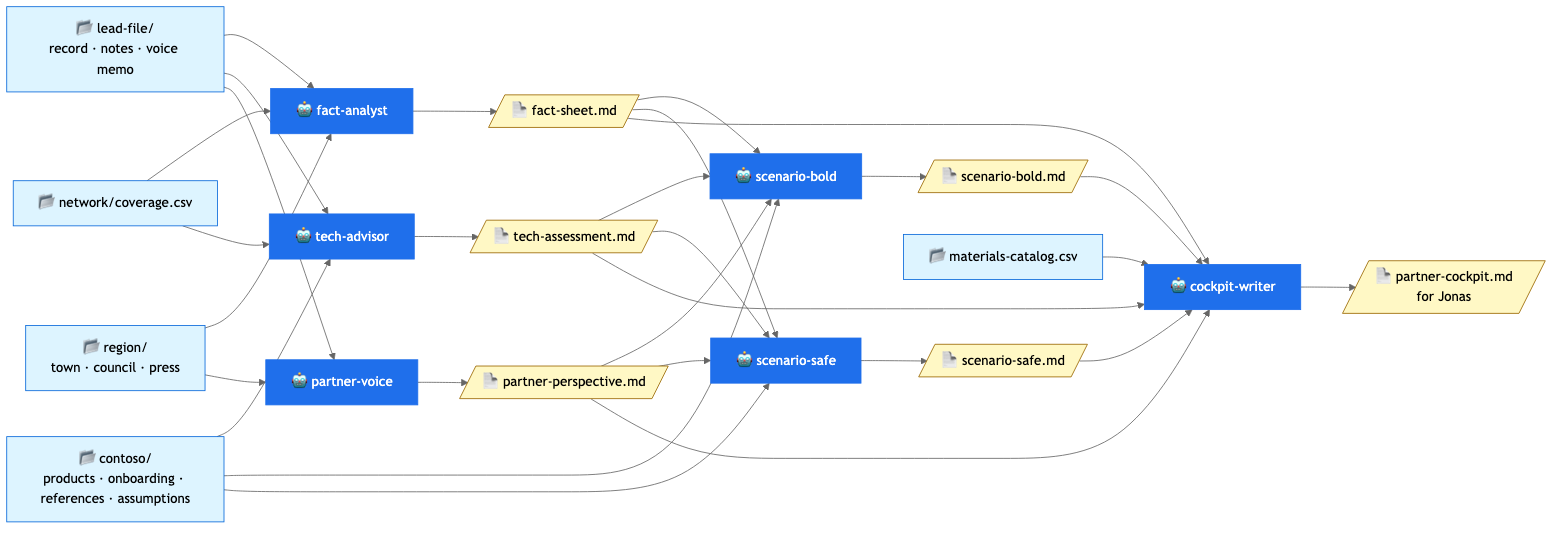 lead-file/
record · notes · voice
memo
fact-analyst
fact-sheet.md
network/coverage.csv
scenario-bold
scenario-bold.md
tech-advisor
tech-assessment.md
materials-catalog.csv
cockpit-writer
partner-cockpit.md
for Jonas
region/
town · council · press
partner-voice
partner-perspective.md
scenario-safe
scenario-safe.md
contoso/
products · onboarding ·
references · assumptions